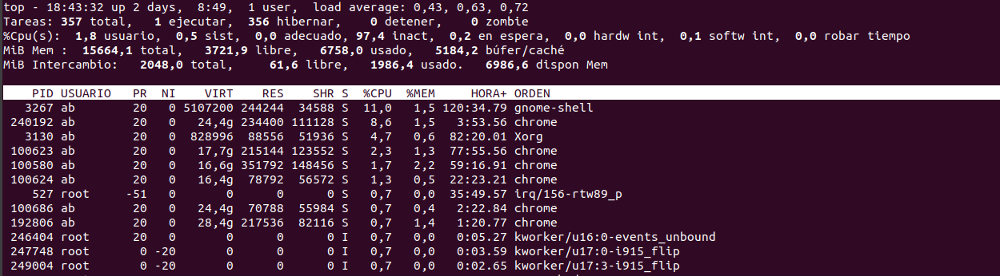 top - 18:43:32 up 2 days,  8:49,  1 user,  load average: 0,43, 0,63, 0,72
Tareas: 357 total,   1 ejecutar, 356 hibernar,   0 detener,   0 zombie
%Cpu(s):  1,8 usuario,  0,5 sist,  0,0 adecuado, 97,4 inact,  0,2 en espera,  0,0 hardw int,  0,1 softw int,  0,0 robar tiempo
MiB Mem :  15664,1 total,   3721,9 libre,   6758,0 usado,   5184,2 búfer/caché
MiB Intercambio:   2048,0 total,     61,6 libre,   1986,4 usado.   6986,6 dispon Mem
PID USUARIO   PR  NI    VIRT    RES    SHR S  %CPU  %MEM     HORA+ ORDEN
3267 ab        20   0 5107200 244244  34588 S  11,0   1,5 120:34.79 gnome-shell
240192 ab        20   0   24,4g 234400 111128 S   8,6   1,5   3:53.56 chrome
3130 ab        20   0  828996  88556  51936 S   4,7   0,6  82:20.01 Xorg
100623 ab        20   0   17,7g 215144 123552 S   2,3   1,3  77:55.56 chrome
100580 ab        20   0   16,6g 351792 148456 S   1,7   2,2  59:16.91 chrome
100624 ab        20   0   16,4g  78792  56572 S   1,3   0,5  22:23.21 chrome
527 root     -51   0       0      0      0 S   0,7   0,0  35:49.57 irq/156-rtw89_p
100686 ab        20   0   24,4g  70788  55984 S   0,7   0,4   2:22.84 chrome
192806 ab        20   0   28,4g 217536  82116 S   0,7   1,4   1:20.77 chrome
246404 root      20   0       0      0      0 I   0,7   0,0   0:05.27 kworker/u16:0-events_unbound
247748 root       0 -20       0      0      0 I   0,7   0,0   0:03.59 kworker/u17:0-i915_flip
249004 root       0 -20       0      0      0 I   0,7   0,0   0:02.65 kworker/u17:3-i915_flip